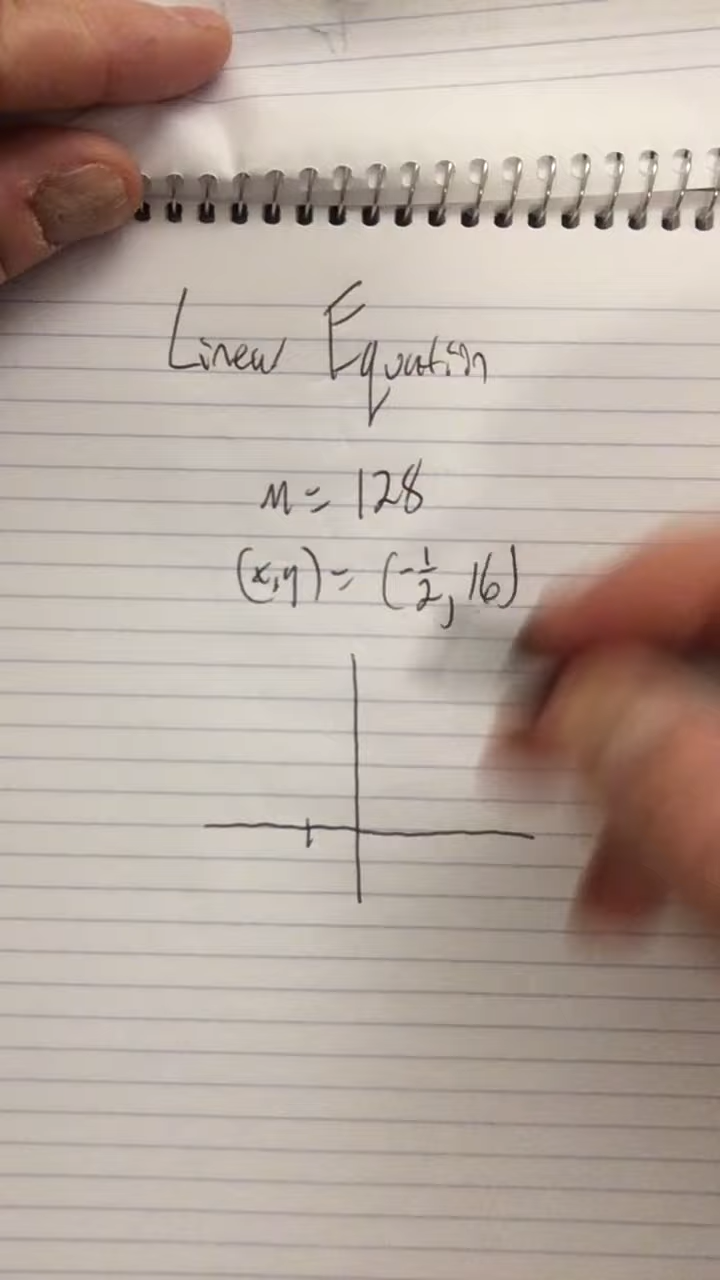 Linear Equation
m = 128
(x,y) = (-1/2, 16)